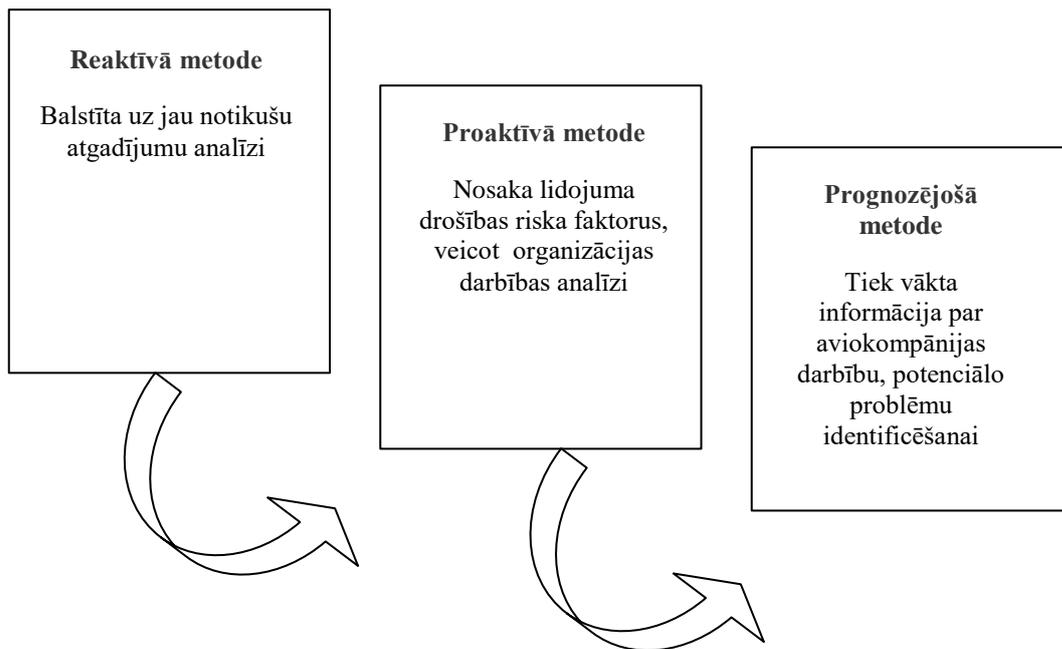 Reaktīvā metode
Balstīta uz jau notikušu
atgadījumu analīzi
Proaktīvā metode
Nosaka lidojuma
drošības riska faktorus,
veicot organizācijas
darbības analīzi
Prognozējošā
metode
Tiek vākta
informācija par
aviokompānijas
darbību, potenciālo
problēmu
identificēšanai